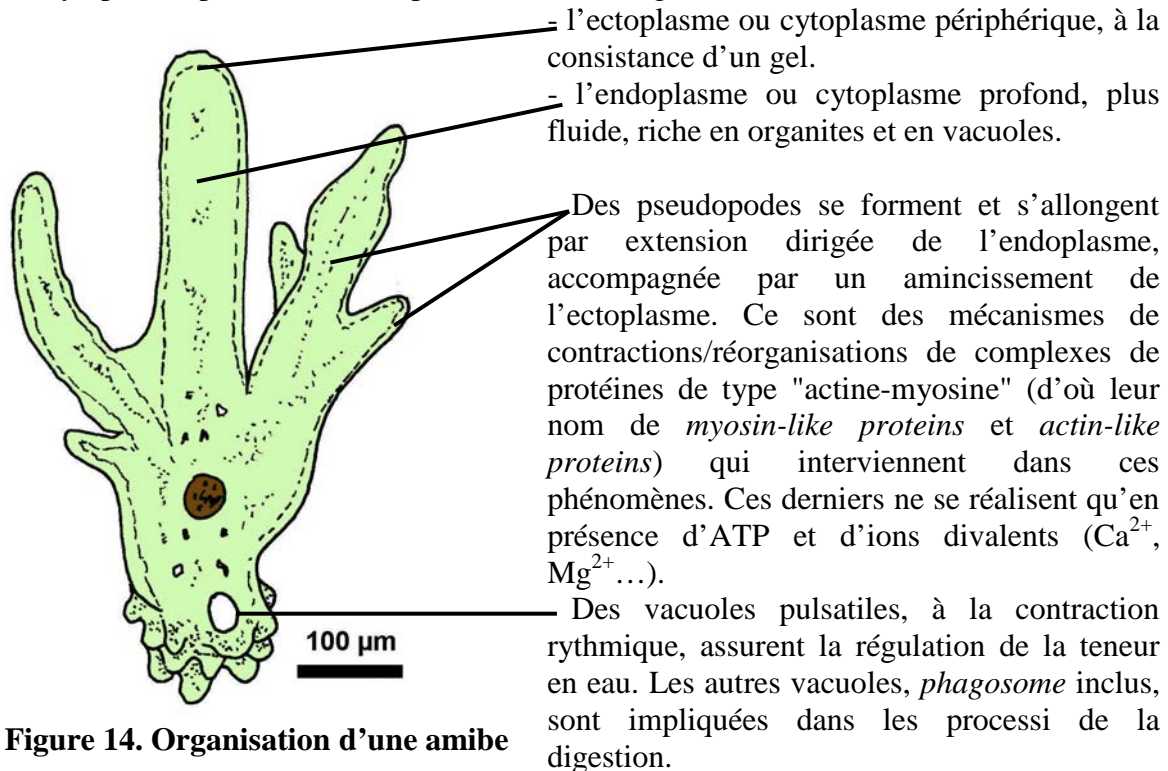 - l'ectoplasme ou cytoplasme périphérique, à la
consistance d'un gel.
- l'endoplasme ou cytoplasme profond, plus
fluide, riche en organites et en vacuoles.
Des pseudopodes se forment et s'allongent
par extension dirigée de l'endoplasme,
accompagnée par un amincissement de
l'ectoplasme. Ce sont des mécanismes de
contractions/réorganisations de complexes de
protéines de type "actine-myosine" (d'où leur
nom de myosin-like proteins et actin-like
proteins) qui interviennent dans ces
phénomènes. Ces derniers ne se réalisent qu'en
présence d'ATP et d'ions divalents (Ca²⁺,
Mg²⁺…).
Des vacuoles pulsatiles, à la contraction
rythmique, assurent la régulation de la teneur
en eau. Les autres vacuoles, phagosome inclus,
sont impliquées dans les processi de la
digestion.
100 µm
Figure 14. Organisation d'une amibe